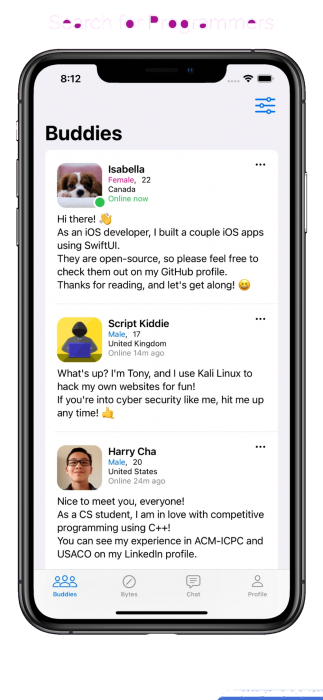 Search for Programmers
8:12
Buddies
Isabella
Female, 22
Canada
Online now
Hi there! 👋
As an iOS developer, I built a couple iOS apps
using SwiftUI.
They are open-source, so please feel free to
check them out on my GitHub profile.
Thanks for reading, and let's get along! 😄
Script Kiddie
Male, 17
United Kingdom
Online 14m ago
What's up? I'm Tony, and I use Kali Linux to
hack my own websites for fun!
If you're into cyber security like me, hit me up
any time! 🤙
Harry Cha
Male, 20
United States
Online 24m ago
Nice to meet you, everyone!
As a CS student, I am in love with competitive
programming using C++!
You can see my experience in ACM-ICPC and
USACO on my LinkedIn profile.
Buddies Bytes Chat Profile